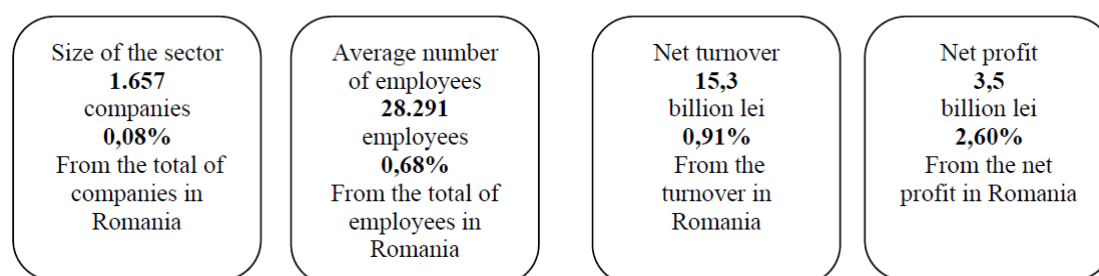 Size of the sector
1.657
companies
0,08%
From the total of
companies in
Romania
Average number
of employees
28.291
employees
0,68%
From the total of
employees in
Romania
Net turnover
15,3
billion lei
0,91%
From the
turnover in
Romania
Net profit
3,5
billion lei
2,60%
From the net
profit in Romania